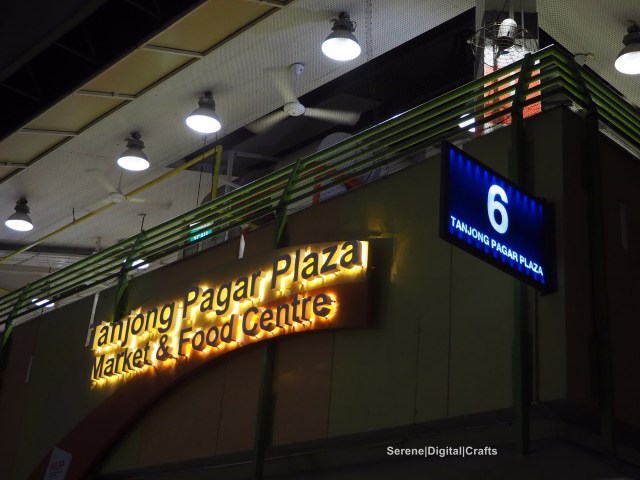 6
TANJONG PAGAR PLAZA
Tanjong Pagar Plaza
Market & Food Centre
Serene|Digital|Crafts